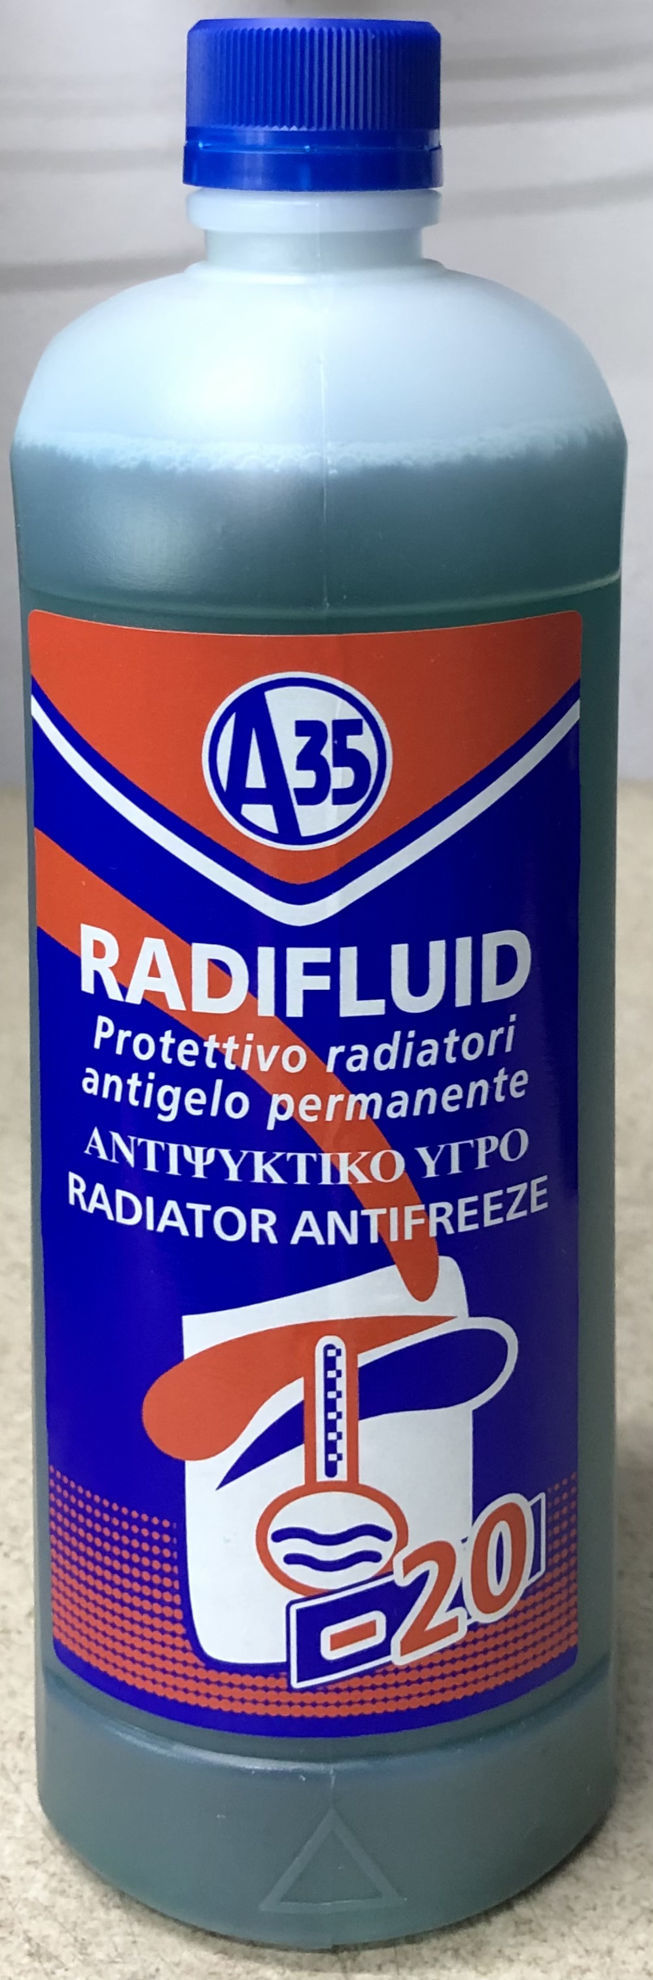 A35
RADIFLUID
Protettivo radiatori
antigelo permanente
ΑΝΤΙΨΥΚΤΙΚΟ ΥΓΡΟ
RADIATOR ANTIFREEZE
-20